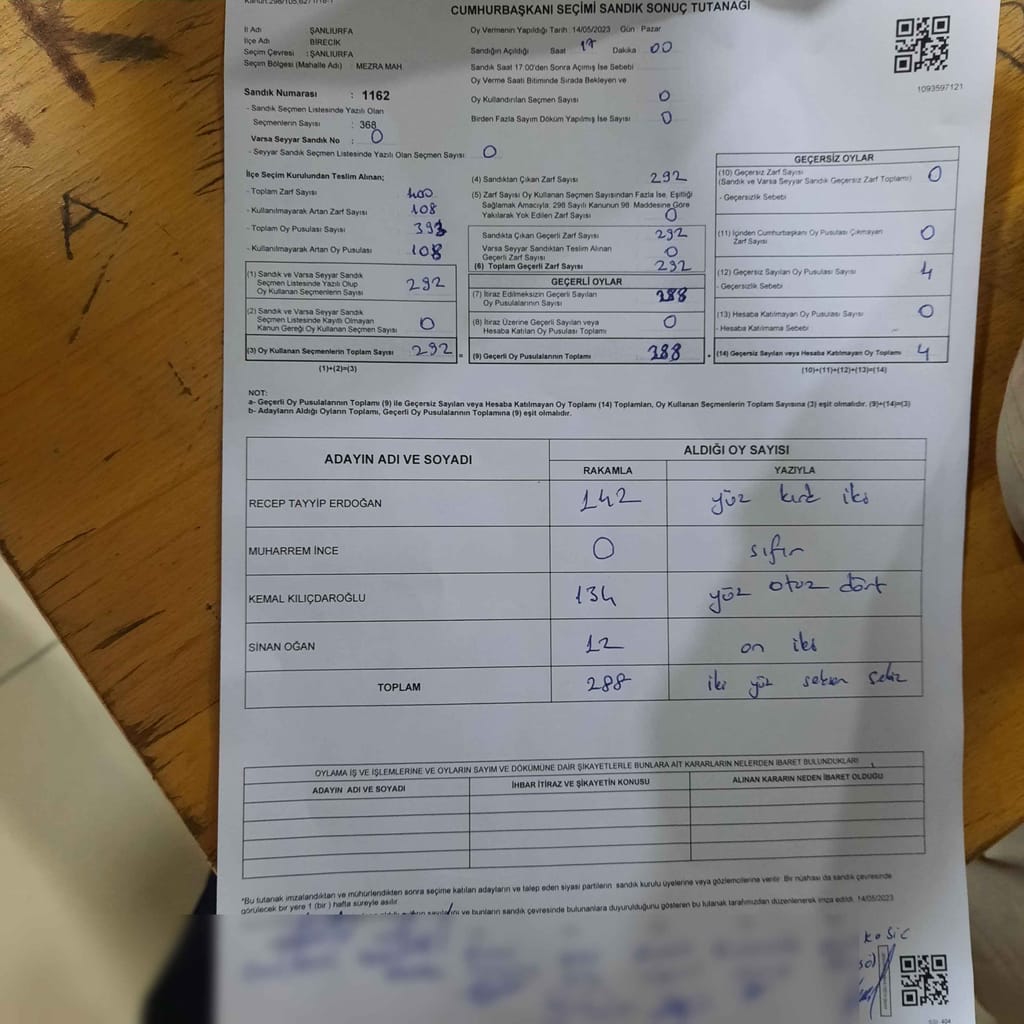 CUMHURBAŞKANI SEÇİMİ SANDIK SONUÇ TUTANAĞI
İl Adı ŞANLIURFA
İlçe Adı BİRECİK
Seçim Çevresi : ŞANLIURFA
Seçim Bölgesi (Mahalle Adı) : MEZRA MAH.
Sandık Numarası : 1162
- Sandık Seçmen Listesinde Yazılı Olan
Seçmenlerin Sayısı : 368
Varsa Seyyar Sandık No : 0
- Seyyar Sandık Seçmen Listesinde Yazılı Olan Seçmen Sayısı 0
Oy Vermenin Yapıldığı Tarih : 14/05/2023 Gün : Pazar
Sandığın Açıldığı Saat 17 Dakika 00
Sandık Saat 17.00'den Sonra Açımış İse Sebebi
Oy Verme Saati Bitiminde Sırada Bekleyen ve
Oy Kullandırılan Seçmen Sayısı 0
Birden Fazla Sayım Döküm Yapılmış İse Sayısı 0
1093597121
İlçe Seçim Kurulundan Teslim Alınan;
- Toplam Zarf Sayısı 400
- Kullanılmayarak Artan Zarf Sayısı 108
- Toplam Oy Pusulası Sayısı
- Kullanılmayarak Artan Oy Pusulası 108
(1) Sandık ve Varsa Seyyar Sandık
Seçmen Listesinde Yazılı Olup
Oy Kullanan Seçmenlerin Sayısı 292
(2) Sandık ve Varsa Seyyar Sandık
Seçmen Listesinde Kayıtlı Olmayan
Kanun Gereği Oy Kullanan Seçmen Sayısı 0
(3) Oy Kullanan Seçmenlerin Toplam Sayısı 292
(1)+(2)=(3)
(4) Sandıktan Çıkan Zarf Sayısı 292
(5) Zarf Sayısı Oy Kullanan Seçmen Sayısından Fazla İse, Eşitliği
Sağlamak Amacıyla; 298 Sayılı Kanunun 98. Maddesine Göre
Yakılarak Yok Edilen Zarf Sayısı 0
Sandıkta Çıkan Geçerli Zarf Sayısı 292
Varsa Seyyar Sandıktan Teslim Alınan
Geçerli Zarf Sayısı 0
(6) Toplam Geçerli Zarf Sayısı 292
GEÇERLİ OYLAR
(7) İtiraz Edilmeksizin Geçerli Sayılan
Oy Pusulalarının Sayısı 288
(8) İtiraz Üzerine Geçerli Sayılan veya
Hesaba Katılan Oy Pusulası Toplamı 0
= (9) Geçerli Oy Pusulalarının Toplamı 288
GEÇERSİZ OYLAR
(10) Geçersiz Zarf Sayısı
(Sandık ve Varsa Seyyar Sandık Geçersiz Zarf Toplamı) 0
- Geçersizlik Sebebi
(11) İçinden Cumhurbaşkanı Oy Pusulası Çıkmayan
Zarf Sayısı 0
(12) Geçersiz Sayılan Oy Pusulası Sayısı 4
- Geçersizlik Sebebi
(13) Hesaba Katılmayan Oy Pusulası Sayısı 0
- Hesaba Katılmama Sebebi
+ (14) Geçersiz Sayılan veya Hesaba Katılmayan Oy Toplamı 4
(10)+(11)+(12)+(13)=(14)
NOT:
a- Geçerli Oy Pusulalarının Toplamı (9) ile Geçersiz Sayılan veya Hesaba Katılmayan Oy Toplamı (14) Toplamları, Oy Kullanan Seçmenlerin Toplam Sayısına (3) eşit olmalıdır. (9)+(14)=(3)
b- Adayların Aldığı Oyların Toplamı, Geçerli Oy Pusulalarının Toplamına (9) eşit olmalıdır.
ADAYIN ADI VE SOYADI ALDIĞI OY SAYISI
RAKAMLA YAZIYLA
RECEP TAYYİP ERDOĞAN 142 yüz kırk iki
MUHARREM İNCE 0 sıfır
KEMAL KILIÇDAROĞLU 134 yüz otuz dört
SİNAN OĞAN 12 on iki
TOPLAM 288 iki yüz seksen sekiz
OYLAMA İŞ VE İŞLEMLERİNE VE OYLARIN SAYIM VE DÖKÜMÜNE DAİR ŞİKAYETLERLE BUNLARA AİT KARARLARIN NELERDEN İBARET BULUNDUKLARI
ADAYIN ADI VE SOYADI İHBAR İTİRAZ VE ŞİKAYETİN KONUSU ALINAN KARARIN NEDEN İBARET OLDUĞU
*Bu tutanak imzalandıktan ve mühürlendikten sonra seçime katılan adayların ve talep eden siyasi partilerin sandık kurulu üyelerine veya gözlemcilerine verilir. Bir nüshası da sandık çevresinde
görülecek bir yere 1 (bir) hafta süreyle asılır.
ve bunların sandık çevresinde bulunanlara duyurulduğunu gösteren bu tutanak tarafımızdan düzenlenerek imza edildi. 14/05/2023